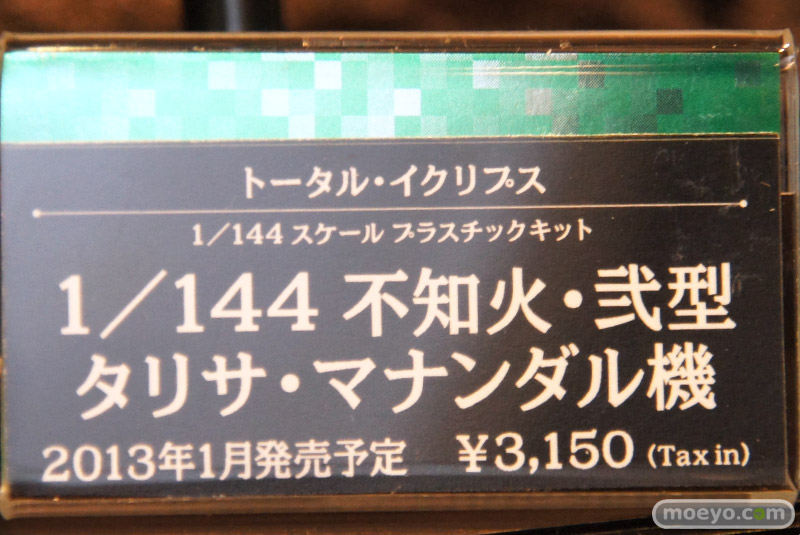 トータル・イクリプス
1／144 スケール プラスチックキット
1／144 不知火・弐型
タリサ・マナンダル機
2013年1月発売予定 ￥3,150 (Tax in)
moeyo.com